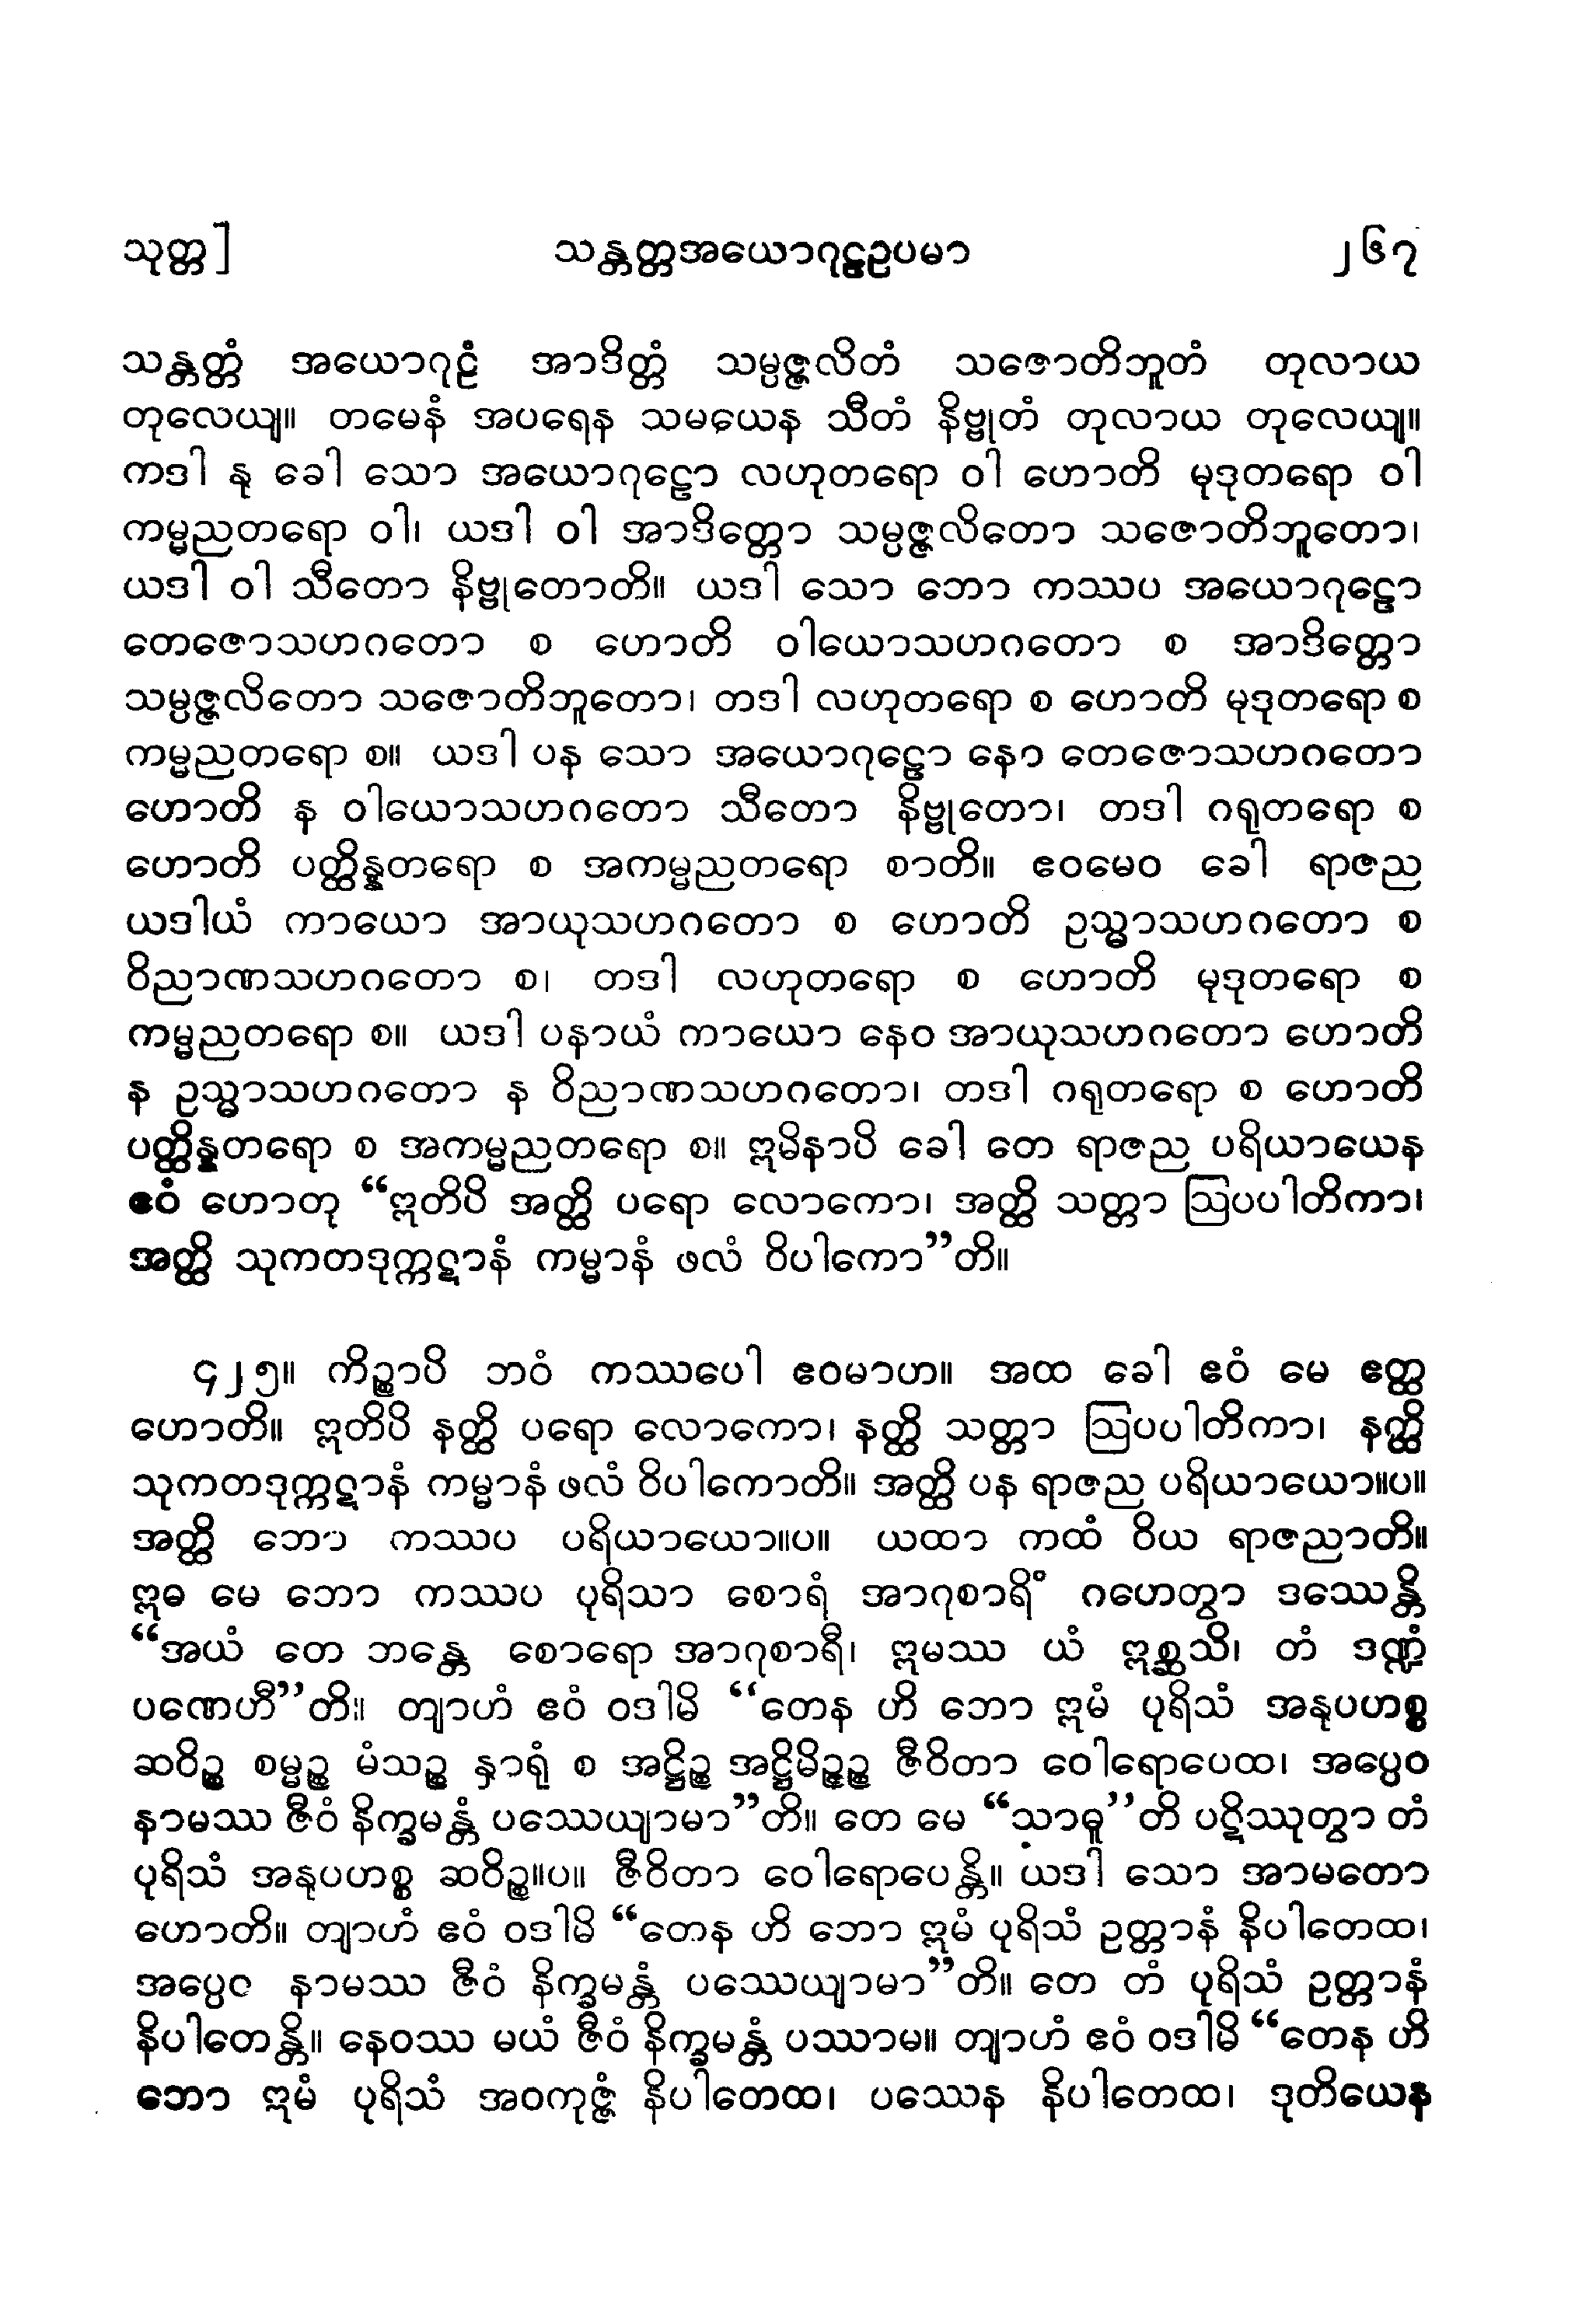 သုတ္တ]
သန္တတ္တအယောဂုဠဥပမာ
၂၆၇
သန္တတ္တံ အယောဂုဠံ အာဒိတ္တံ သမ္ပဇ္ဇလိတံ သဇောတိဘူတံ တုလာယ
တုလေယျ။ တမေနံ အပရေန သမယေန သီတံ နိဗ္ဗုတံ တုလာယ တုလေယျ။
ကဒါ နု ခေါ သော အယောဂုဠော လဟုတရော ဝါ ဟောတိ မုဒုတရော ဝါ
ကမ္မညတရော ဝါ၊ ယဒါ ဝါ အာဒိတ္တော သမ္ပဇ္ဇလိတော သဇောတိဘူတော၊
ယဒါ ဝါ သီတော နိဗ္ဗုတောတိ။ ယဒါ သော ဘော ကဿပ အယောဂုဠော
တေဇောသဟဂတော စ ဟောတိ ဝါယောသဟဂတော စ အာဒိတ္တော
သမ္ပဇ္ဇလိတော သဇောတိဘူတော၊ တဒါ လဟုတရော စ ဟောတိ မုဒုတရော စ
ကမ္မညတရော စ။ ယဒါ ပန သော အယောဂုဠော နေဝ တေဇောသဟဂတော
ဟောတိ န ဝါယောသဟဂတော သီတော နိဗ္ဗုတော၊ တဒါ ဂရုတရော စ
ဟောတိ ပတ္ထိန္နတရော စ အကမ္မညတရော စာတိ။ ဧဝမေဝ ခေါ ရာဇည
ယဒါယံ ကာယော အာယုသဟဂတော စ ဟောတိ ဥသ္မာသဟဂတော စ
ဝိညာဏသဟဂတော စ၊ တဒါ လဟုတရော စ ဟောတိ မုဒုတရော စ
ကမ္မညတရော စ။ ယဒါ ပနာယံ ကာယော နေဝ အာယုသဟဂတော ဟောတိ
န ဥသ္မာသဟဂတော န ဝိညာဏသဟဂတော၊ တဒါ ဂရုတရော စ ဟောတိ
ပတ္ထိန္နတရော စ အကမ္မညတရော စ။ ဣမိနာပိ ခေါ တေ ရာဇည ပရိယာယေန
ဧဝံ ဟောတု “ဣတိပိ အတ္ထိ ပရော လောကော၊ အတ္ထိ သတ္တာ ဩပပါတိကာ၊
အတ္ထိ သုကတဒုက္ကဋာနံ ကမ္မာနံ ဖလံ ဝိပါကော”တိ။
၄၂၅။ ကိဉ္စာပိ ဘဝံ ကဿပေါ ဧဝမာဟ။ အထ ခေါ ဧဝံ မေ ဧတ္ထ
ဟောတိ။ ဣတိပိ နတ္ထိ ပရော လောကော၊ နတ္ထိ သတ္တာ ဩပပါတိကာ၊ နတ္ထိ
သုကတဒုက္ကဋာနံ ကမ္မာနံ ဖလံ ဝိပါကောတိ။ အတ္ထိ ပန ရာဇည ပရိယာယော။ပ။
အတ္ထိ ဘော ကဿပ ပရိယာယော။ပ။ ယထာ ကထံ ဝိယ ရာဇညာတိ။
ဣဓ မေ ဘော ကဿပ ပုရိသာ စောရံ အာဂုစာရိံ ဂဟေတွာ ဒဿေန္တိ
“အယံ တေ ဘန္တေ စောရော အာဂုစာရီ၊ ဣမဿ ယံ ဣစ္ဆသိ၊ တံ ဒဏ္ဍံ
ပဏေဟီ”တိ။ တျာဟံ ဧဝံ ဝဒါမိ “တေန ဟိ ဘော ဣမံ ပုရိသံ အနုပဟစ္စ
ဆဝိဉ္စ စမ္မဉ္စ မံသဉ္စ နှာရုံ စ အဋ္ဌိဉ္စ အဋ္ဌိမိဉ္ဇဉ္စ ဇီဝိတာ ဝေါရောပေထ၊ အပ္ပေဝ
နာမဿ ဇီဝံ နိက္ခမန္တံ ပဿေယျာမာ”တိ။ တေ မေ “သာဓူ”တိ ပဋိဿုတွာ တံ
ပုရိသံ အနုပဟစ္စ ဆဝိဉ္စ။ပ။ ဇီဝိတာ ဝေါရောပေန္တိ။ ယဒါ သော အာမတော
ဟောတိ။ တျာဟံ ဧဝံ ဝဒါမိ “တေန ဟိ ဘော ဣမံ ပုရိသံ ဥတ္တာနံ နိပါတေထ၊
အပ္ပေဝ နာမဿ ဇီဝံ နိက္ခမန္တံ ပဿေယျာမာ”တိ။ တေ တံ ပုရိသံ ဥတ္တာနံ
နိပါတေန္တိ။ နေဝဿ မယံ ဇီဝံ နိက္ခမန္တံ ပဿာမ။ တျာဟံ ဧဝံ ဝဒါမိ “တေန ဟိ
ဘော ဣမံ ပုရိသံ အဝကုဇ္ဇံ နိပါတေထ၊ ပဿေန နိပါတေထ၊ ဒုတိယေန